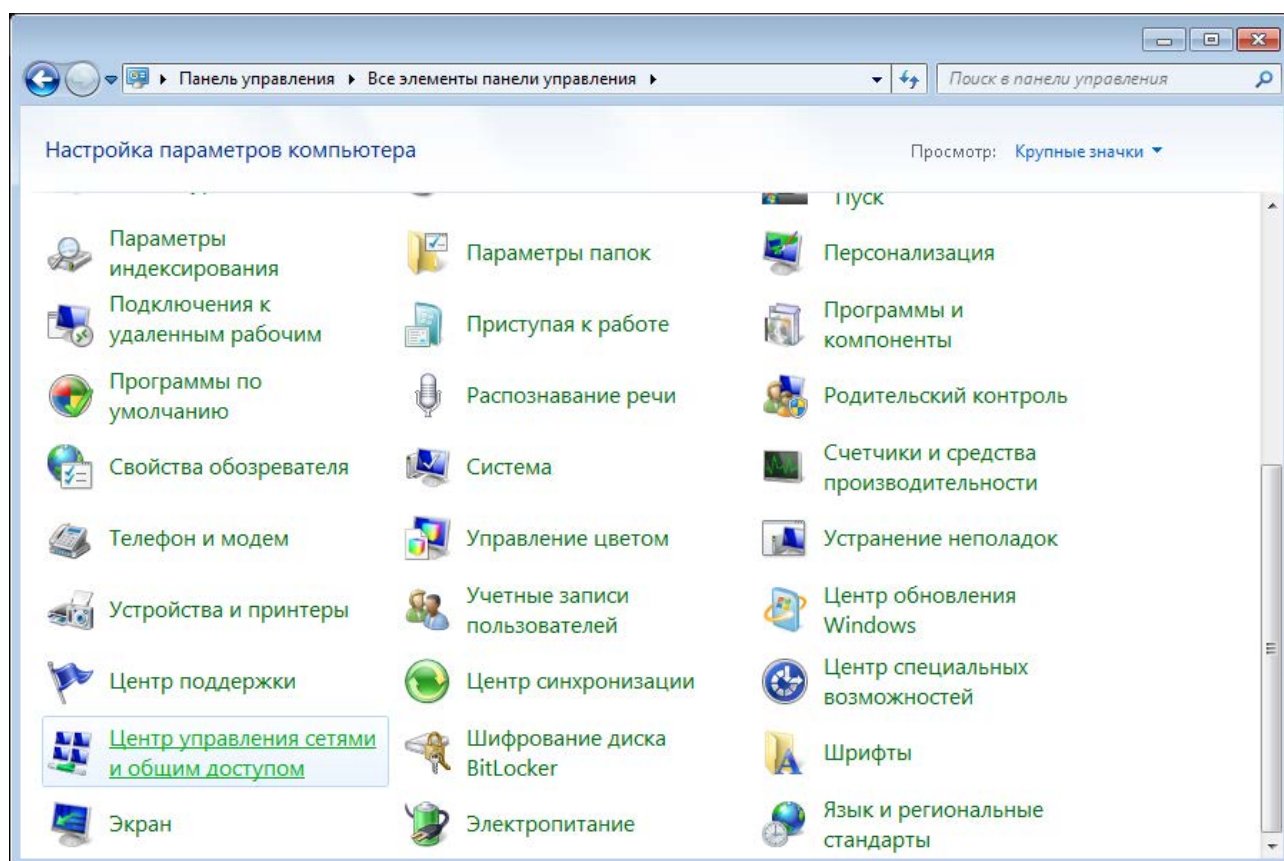 Панель управления ▸ Все элементы панели управления ▸
Поиск в панели управления
Настройка параметров компьютера
Просмотр: Крупные значки
Пуск
Параметры
индексирования
Параметры папок
Персонализация
Подключения к
удаленным рабочим
Приступая к работе
Программы и
компоненты
Программы по
умолчанию
Распознавание речи
Родительский контроль
Свойства обозревателя
Система
Счетчики и средства
производительности
Телефон и модем
Управление цветом
Устранение неполадок
Устройства и принтеры
Учетные записи
пользователей
Центр обновления
Windows
Центр поддержки
Центр синхронизации
Центр специальных
возможностей
Центр управления сетями
и общим доступом
Шифрование диска
BitLocker
Шрифты
Экран
Электропитание
Язык и региональные
стандарты